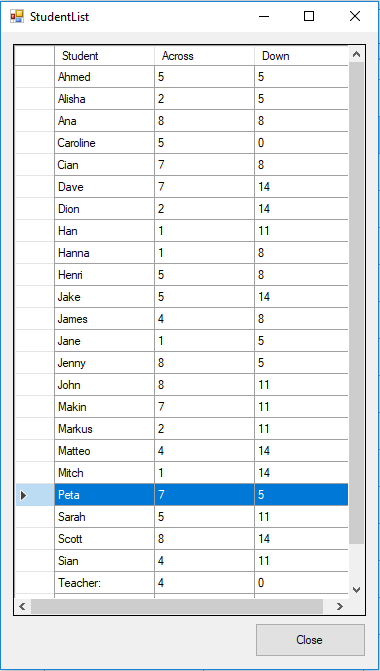 StudentList
Student Across Down
Ahmed 5 5
Alisha 2 5
Ana 8 8
Caroline 5 0
Cian 7 8
Dave 7 14
Dion 2 14
Han 1 11
Hanna 1 8
Henri 5 8
Jake 5 14
James 4 8
Jane 1 5
Jenny 8 5
John 8 11
Makin 7 11
Markus 2 11
Matteo 4 14
Mitch 1 14
Peta 7 5
Sarah 5 11
Scott 8 14
Sian 4 11
Teacher: 4 0
Close